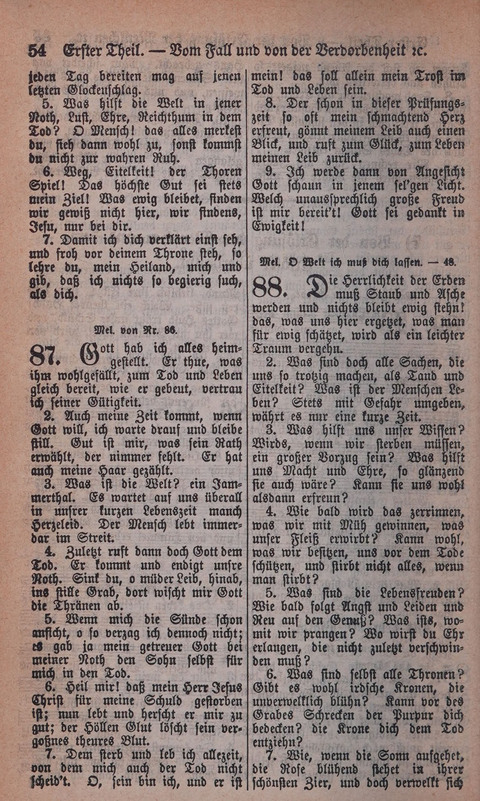 54 Erster Theil. — Vom Fall und von der Verdorbenheit ꝛc.
jeden Tag bereiten mag auf jenen
letzten Glockenschlag.
5. Was hilft die Welt in jener
Noth, Lust, Ehre, Reichthum in dem
Tod? O Mensch! das alles merkest
du, sieh dann wohl zu, sonst kommst
du nicht zur wahren Ruh.
6. Weg, Eitelkeit! der Thoren
Spiel! Das höchste Gut sei stets
mein Ziel! Was ewig bleibet, finden
wir gewiß nicht hier, wir findens,
Jesu, nur bei dir.
7. Damit ich dich verklärt einst seh,
und froh vor deinem Throne steh, so
lehre du, mein Heiland, mich und
gib, daß ich nichts so begierig such,
als dich.
Mel. von Nr. 86.
87. Gott hab ich alles heim-
gestellt. Er thue, was
ihm wohlgefällt, zum Tod und Leben
gleich bereit, wie er gebeut, vertrau
ich seiner Gütigkeit.
2. Auch meine Zeit kommt, wenn
Gott will, ich warte drauf und bleibe
still. Gut ist mir, was sein Rath
erwählt, der nimmer fehlt. Er hat
auch meine Haar gezählt.
3. Was ist die Welt? ein Jam-
merthal. Es wartet auf uns überall
in unsrer kurzen Lebenszeit manch
Herzeleid. Der Mensch lebt immer-
dar im Streit.
4. Zuletzt ruft dann doch Gott dem
Tod. Er kommt und endigt unsre
Noth. Sink du, o müder Leib, hinab,
ins stille Grab, dort wischt mir Gott
die Thränen ab.
5. Wenn mich die Sünde schon
anficht, o so verzag ich dennoch nicht;
es gab ja mein getreuer Gott bei
meiner Noth den Sohn selbst für
mich in den Tod.
6. Heil mir! daß mein Herr Jesus
Christ für meine Schuld gestorben
ist; nun lebt und herscht er mir zu
gut; der Höllen Glut löscht sein ver-
goßnes theures Blut.
7. Dem sterb und leb ich allezeit,
von dem mich auch der Tod nicht
scheid't. O, sein bin ich, und er ist
mein! das soll allein mein Trost im
Tod und Leben sein.
8. Der schon in dieser Prüfungs-
zeit so oft mein schmachtend Herz
erfreut, gönnt meinem Leib auch einen
Blick, und ruft zum Glück, zum Leben
meinen Leib zurück.
9. Ich werde dann von Angesicht
Gott schaun in jenem sel'gen Licht.
Welch unaussprechlich große Freud
ist mir bereit't! Gott sei gedankt in
Ewigkeit!
Mel. O Welt ich muß dich lassen. — 48.
88. Die Herrlichkeit der Erden
muß Staub und Asche
werden und nichts bleibt ewig stehn!
das, was uns hier ergetzet, was man
für ewig schätzet, wird als ein leichter
Traum vergehn.
2. Was sind doch alle Sachen, die
uns so trotzig machen, als Tand und
Eitelkeit? Was ist der Menschen Le-
ben? Stets mit Gefahr umgeben,
währt es nur eine kurze Zeit.
3. Was hilft uns unser Wissen?
Wirds, wenn wir sterben müssen,
ein großer Vorzug sein? Was hilft
uns Macht und Ehre, so glänzend
sie auch wäre? Kann sie uns wohl
alsdann erfreun?
4. Wie bald wird das zerrinnen,
was wir mit Müh gewinnen, was
unser Fleiß erwirbt? Kann wohl,
was wir besitzen, uns vor dem Tode
schützen, und stirbt nicht alles, wenn
man stirbt?
5. Was sind die Lebensfreuden?
Wie bald folgt Angst und Leiden und
Reu auf den Genuß? Was ists, wo-
mit wir prangen? Wo wirst du Ehr
erlangen, die nicht zuletzt verschwin-
den muß?
6. Was sind selbst alle Thronen?
Gibt es wohl irdsche Kronen, die
unverwelklich blühn? Kann vor des
Grabes Schrecken der Purpur dich
bedecken? die Krone dich dem Tod
entziehn?
7. Wie, wenn die Sonn aufgehet,
die Rose blühend stehet in ihrer
schönsten Zier, und doch verwelkt sich